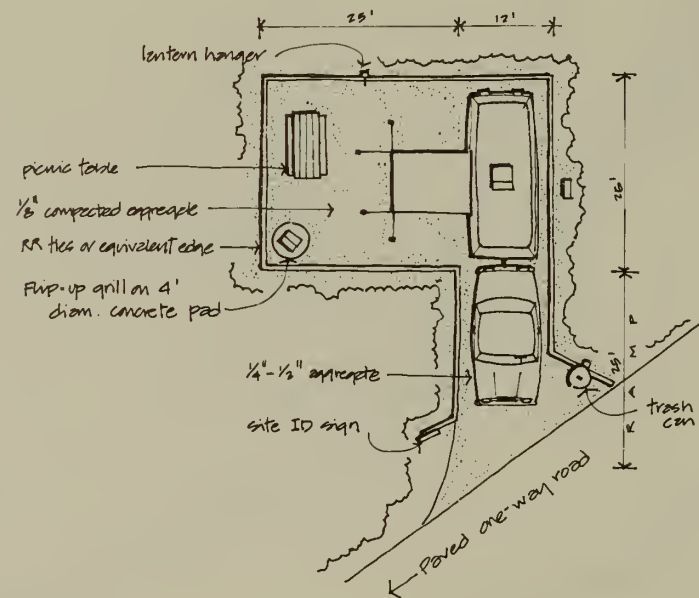 25'
12'
lantern hanger
picnic table
1/8" compacted aggregate
RR ties or equivalent edge
Flip-up grill on 4'
diam. concrete pad
26'
1/4"-1/2" aggregate
site ID sign
25'
RAMP
trash
can
Paved one-way road